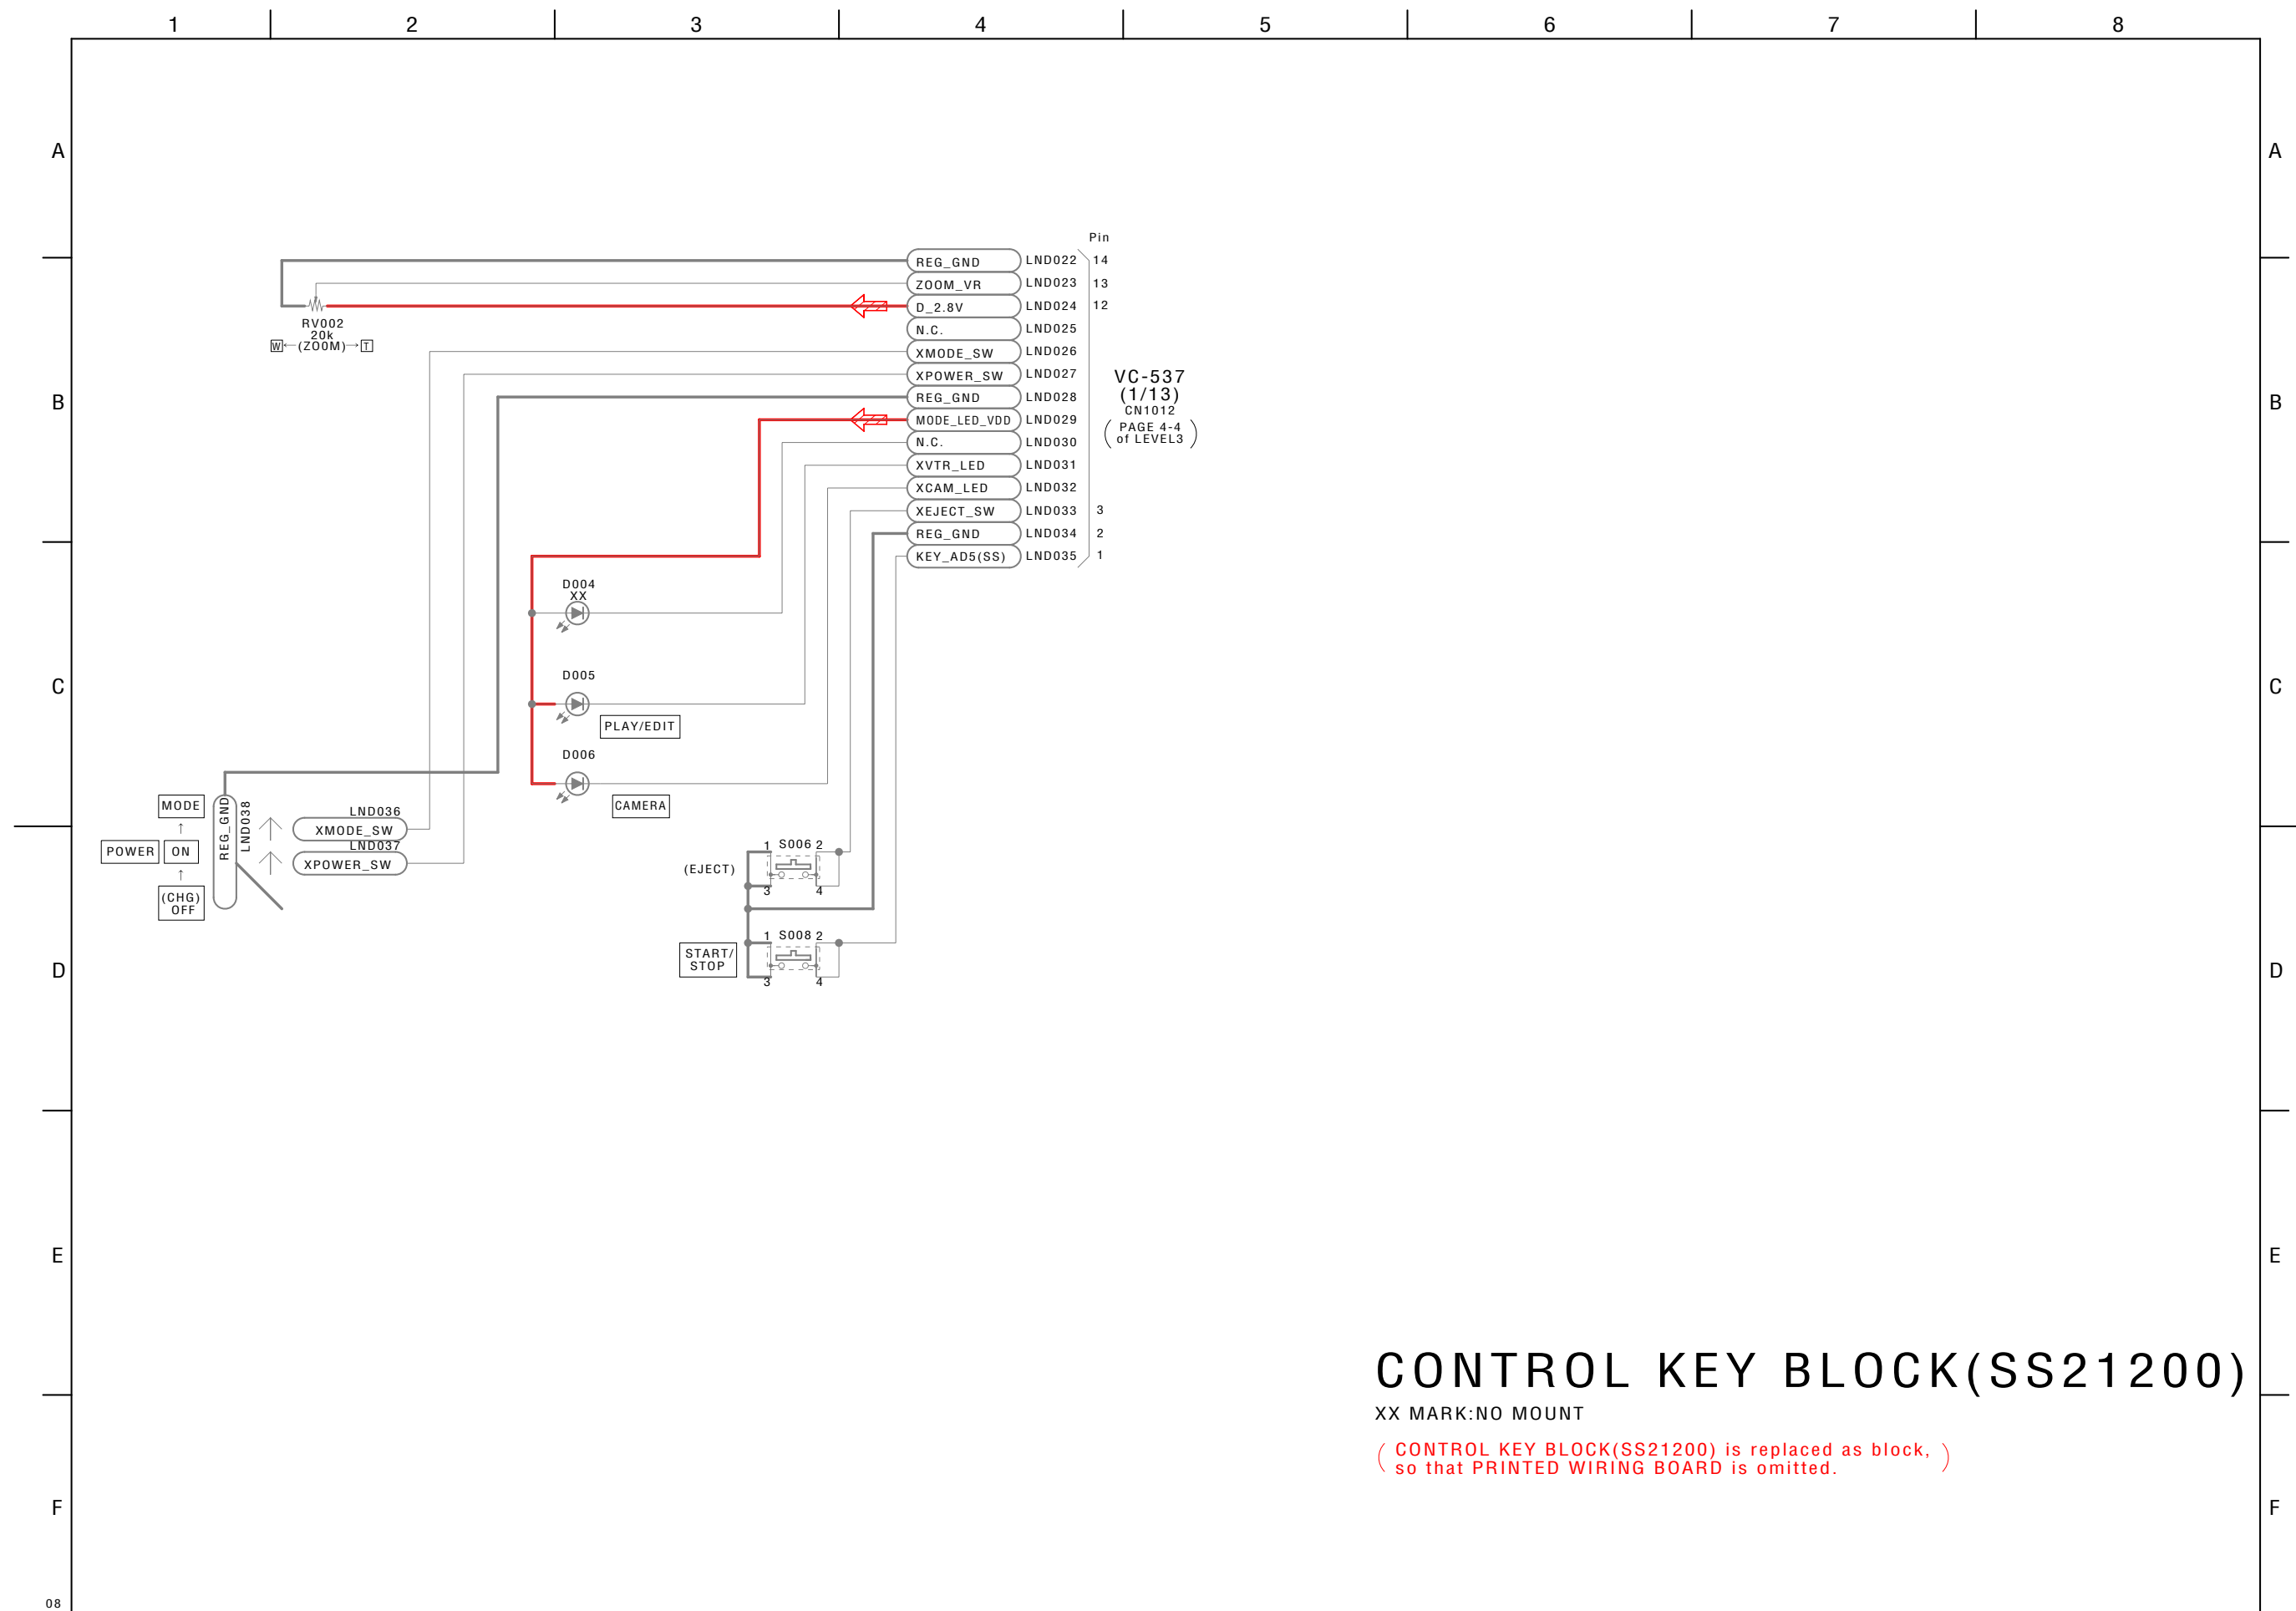 1 2 3 4 5 6 7 8
A A
Pin
REG_GND LND022 14
ZOOM_VR LND023 13
D_2.8V LND024 12
RV002
20k
W←(ZOOM)→T
N.C. LND025
XMODE_SW LND026
XPOWER_SW LND027
VC-537
(1/13)
CN1012
( PAGE 4-4
of LEVEL3 )
B B
REG_GND LND028
MODE_LED_VDD LND029
N.C. LND030
XVTR_LED LND031
XCAM_LED LND032
XEJECT_SW LND033 3
REG_GND LND034 2
KEY_AD5(SS) LND035 1
D004
XX
D005
C C
PLAY/EDIT
D006
CAMERA
MODE
↑
POWER ON
↑
(CHG)
OFF
REG_GND
LND038
LND036
XMODE_SW
LND037
XPOWER_SW
(EJECT)
1 S006 2
3 4
START/
STOP
1 S008 2
3 4
D D
E E
CONTROL KEY BLOCK(SS21200)
XX MARK:NO MOUNT
( CONTROL KEY BLOCK(SS21200) is replaced as block,
so that PRINTED WIRING BOARD is omitted. )
F F
08